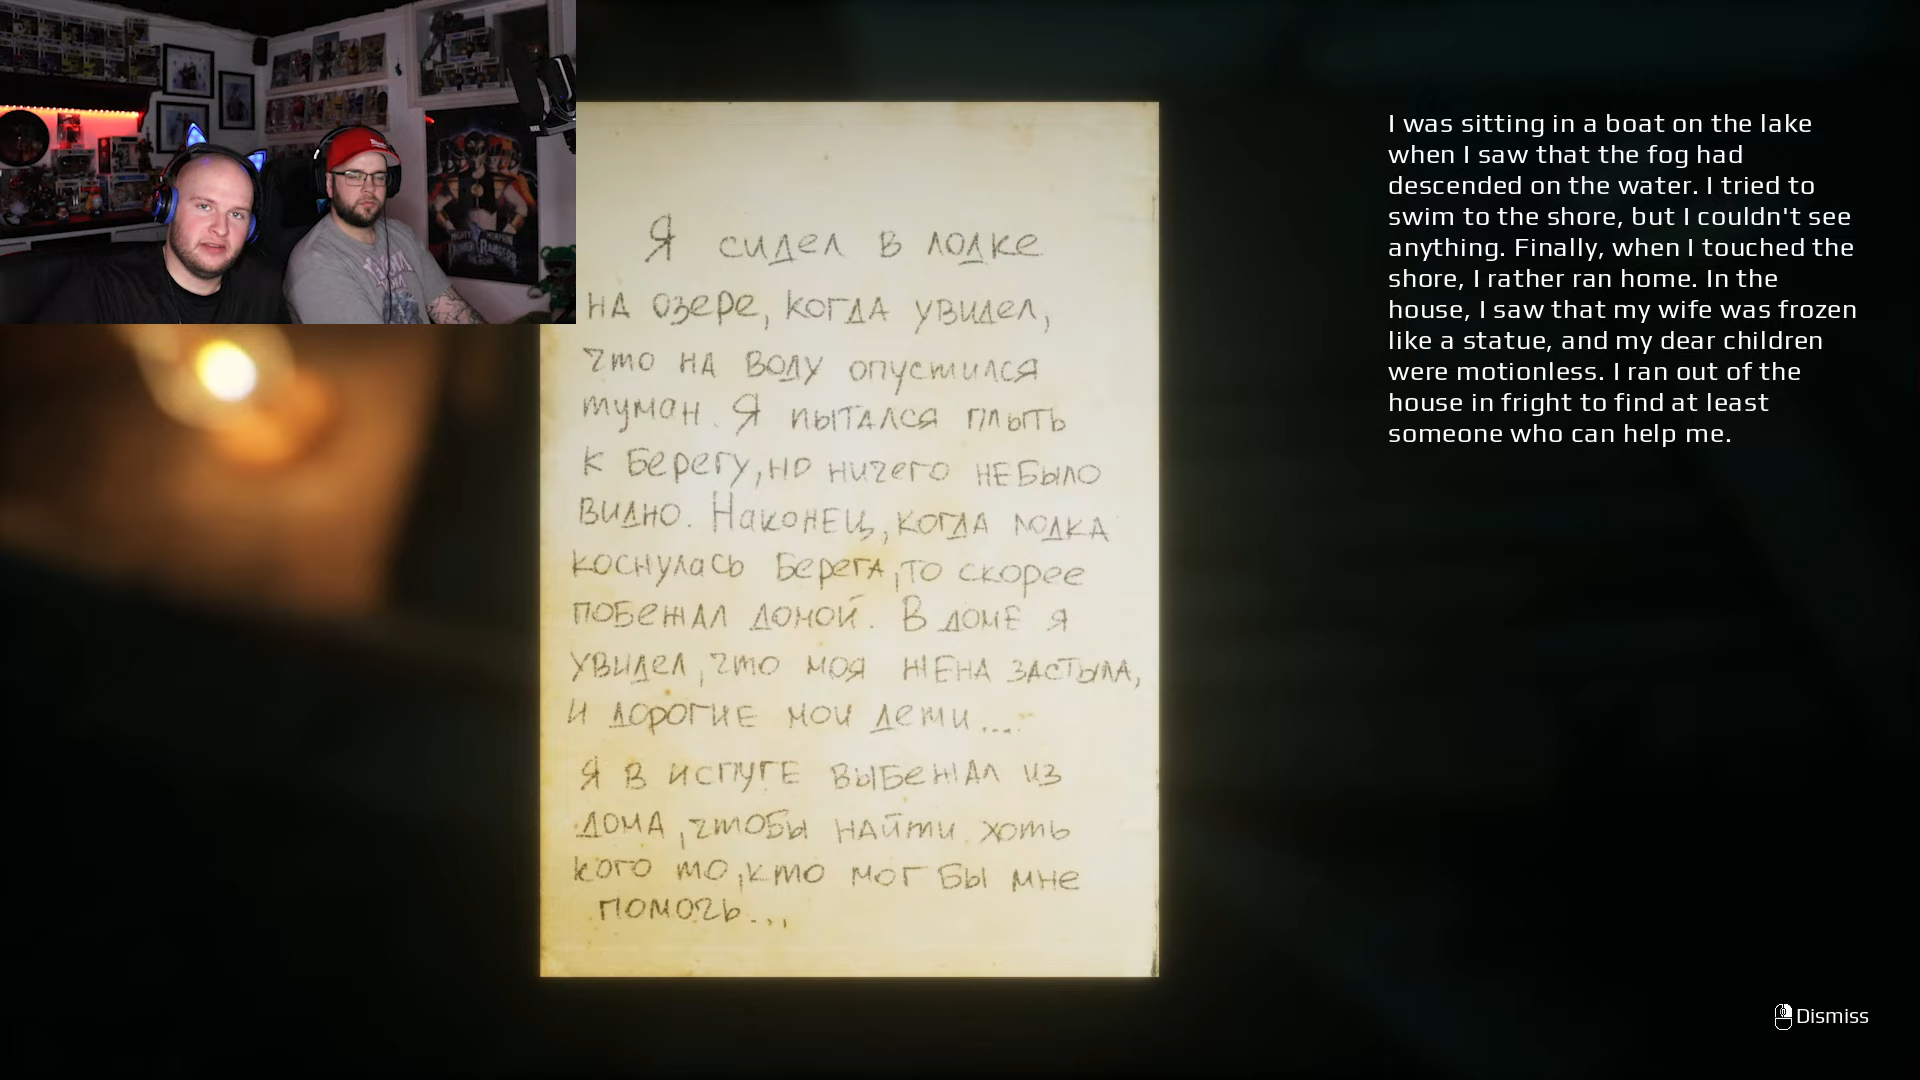 Я сидел в лодке
на озере, когда увидел,
что на воду опустился
туман. Я пытался плыть
к берегу, но ничего не было
видно. Наконец, когда лодка
коснулась берега, то скорее
побежал домой. В доме я
увидел, что моя жена застыла,
и дорогие мои дети...
Я в испуге выбежал из
дома, чтобы найти хоть
кого то, кто мог бы мне
помочь...
I was sitting in a boat on the lake
when I saw that the fog had
descended on the water. I tried to
swim to the shore, but I couldn't see
anything. Finally, when I touched the
shore, I rather ran home. In the
house, I saw that my wife was frozen
like a statue, and my dear children
were motionless. I ran out of the
house in fright to find at least
someone who can help me.
Dismiss